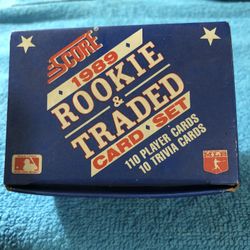 SCORE
1989
ROOKIE
&
TRADED
CARD SET
110 PLAYER CARDS
10 TRIVIA CARDS